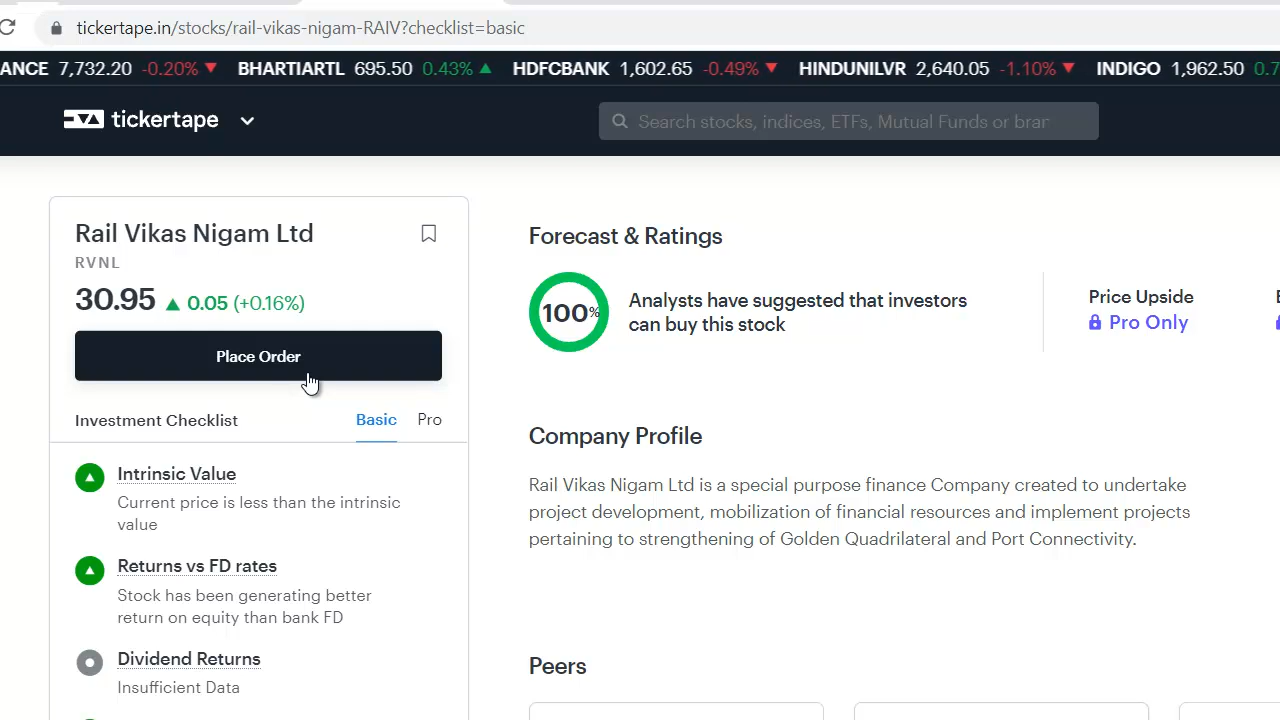 tickertape.in/stocks/rail-vikas-nigam-RAIV?checklist=basic
ANCE 7,732.20 -0.20% ▼ BHARTIARTL 695.50 0.43% ▲ HDFCBANK 1,602.65 -0.49% ▼ HINDUNILVR 2,640.05 -1.10% ▼ INDIGO 1,962.50 0.7
tickertape
Search stocks, indices, ETFs, Mutual Funds or brar
Rail Vikas Nigam Ltd
RVNL
30.95 ▲ 0.05 (+0.16%)
Place Order
Investment Checklist Basic Pro
Intrinsic Value
Current price is less than the intrinsic
value
Returns vs FD rates
Stock has been generating better
return on equity than bank FD
Dividend Returns
Insufficient Data
Forecast & Ratings
100%
Analysts have suggested that investors
can buy this stock
Price Upside
Pro Only
Company Profile
Rail Vikas Nigam Ltd is a special purpose finance Company created to undertake
project development, mobilization of financial resources and implement projects
pertaining to strengthening of Golden Quadrilateral and Port Connectivity.
Peers